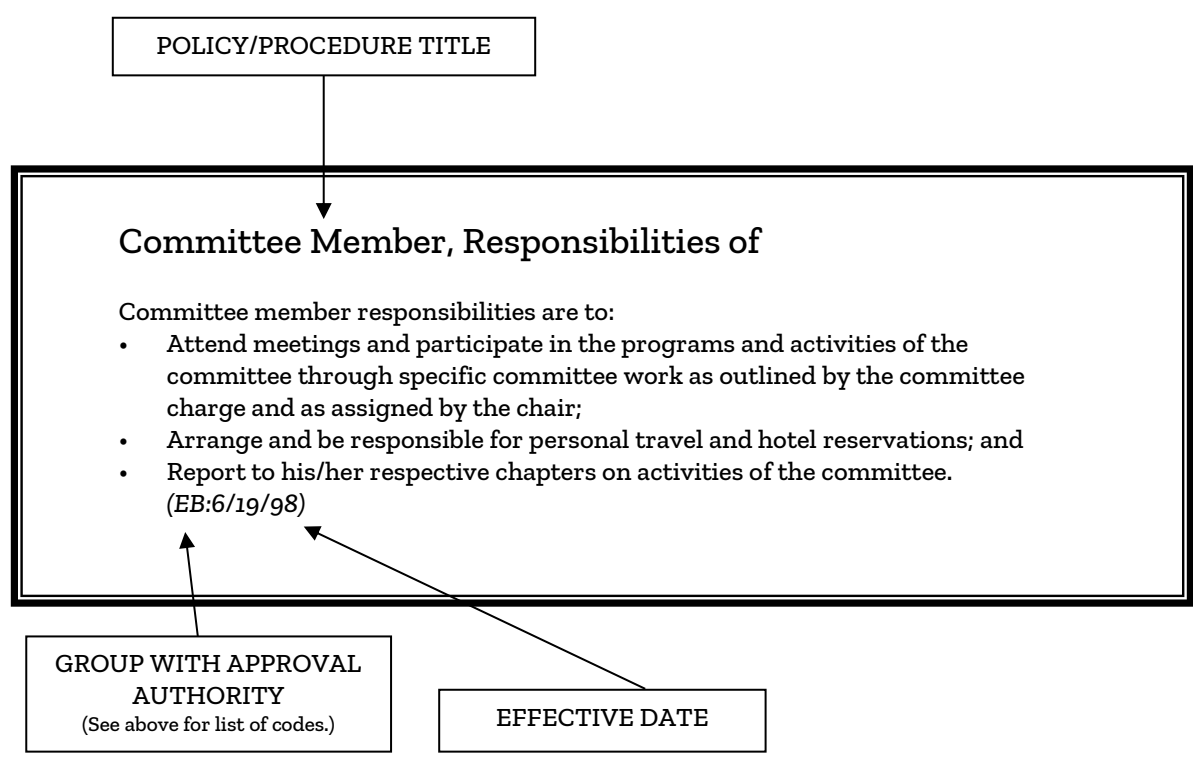 POLICY/PROCEDURE TITLE
Committee Member, Responsibilities of
Committee member responsibilities are to:
• Attend meetings and participate in the programs and activities of the
committee through specific committee work as outlined by the committee
charge and as assigned by the chair;
• Arrange and be responsible for personal travel and hotel reservations; and
• Report to his/her respective chapters on activities of the committee.
(EB:6/19/98)
GROUP WITH APPROVAL
AUTHORITY
(See above for list of codes.)
EFFECTIVE DATE